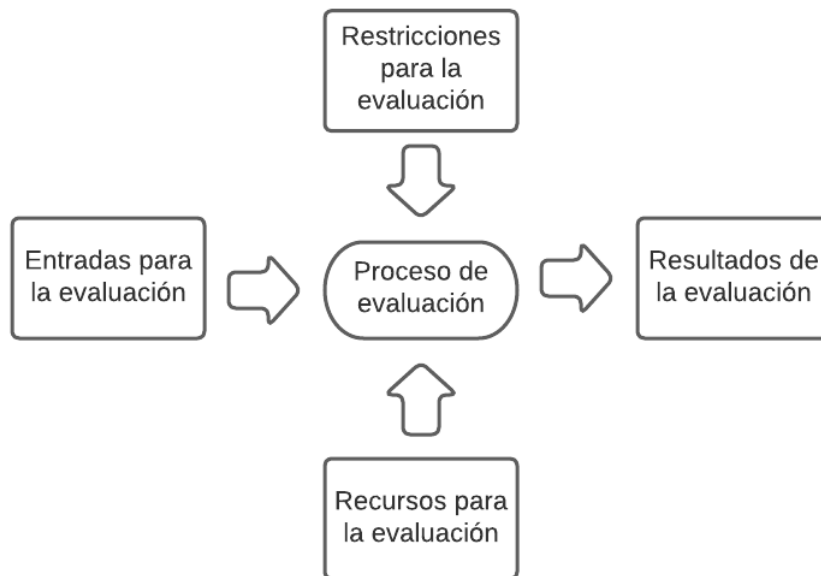 Restricciones
para la
evaluación
Entradas para
la evaluación
Proceso de
evaluación
Resultados de
la evaluación
Recursos para
la evaluación